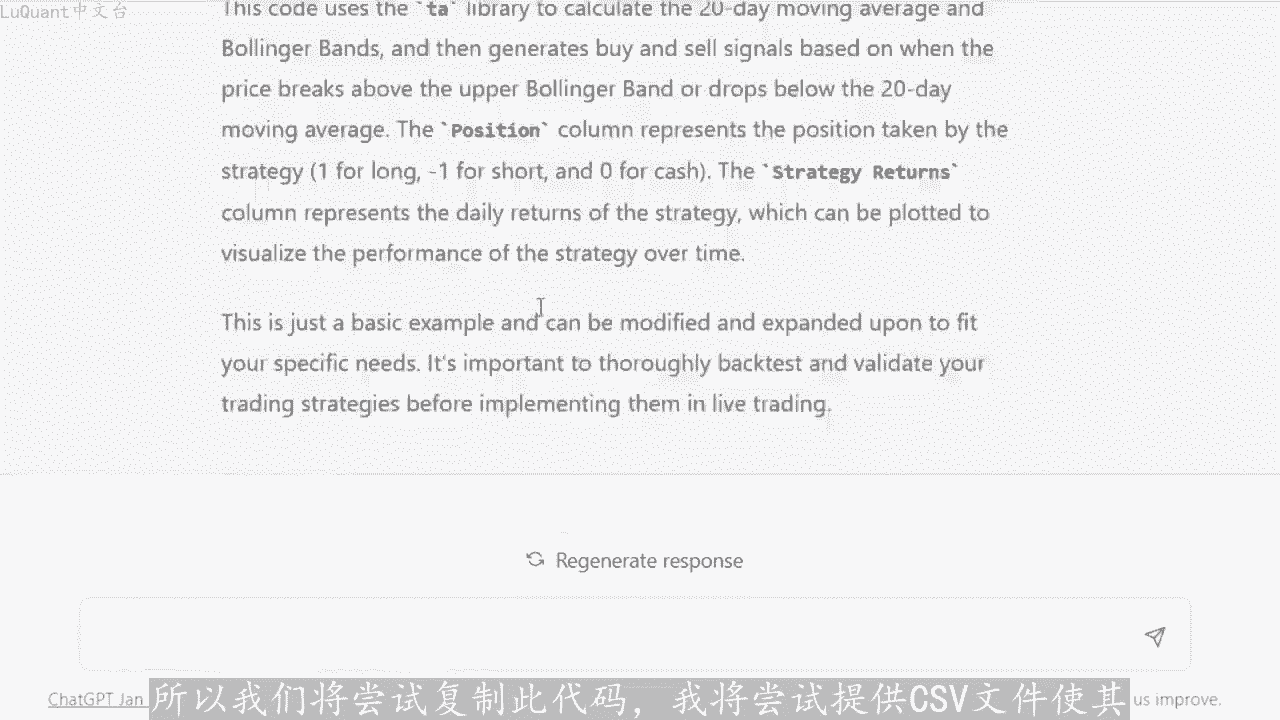 LuQuant中文台
This code uses the `ta` library to calculate the 20-day moving average and
Bollinger Bands, and then generates buy and sell signals based on when the
price breaks above the upper Bollinger Band or drops below the 20-day
moving average. The `Position` column represents the position taken by the
strategy (1 for long, -1 for short, and 0 for cash). The `Strategy Returns`
column represents the daily returns of the strategy, which can be plotted to
visualize the performance of the strategy over time.
This is just a basic example and can be modified and expanded upon to fit
your specific needs. It's important to thoroughly backtest and validate your
trading strategies before implementing them in live trading.
Regenerate response
ChatGPT Jan
us improve.
所以我们将尝试复制此代码，我将尝试提供CSV文件使其